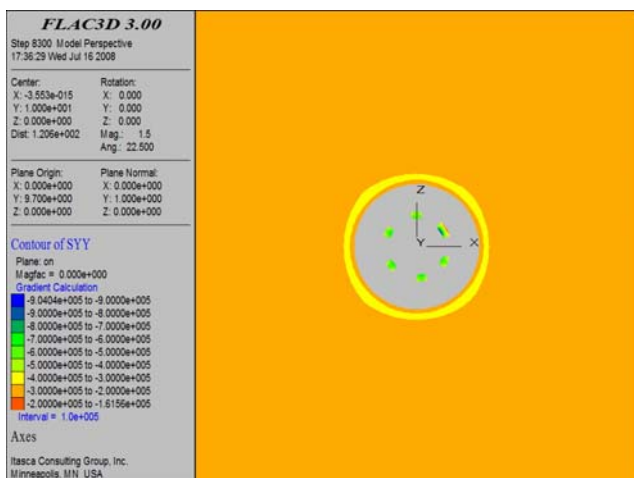 FLAC3D 3.00
Step 8300 Model Perspective
17:36:29 Wed Jul 16 2008
Center: Rotation:
X: -3.553e-015 X: 0.000
Y: 1.000e+001 Y: 0.000
Z: 0.000e+000 Z: 0.000
Dist: 1.206e+002 Mag.: 1.5
Ang.: 22.500
Plane Origin: Plane Normal:
X: 0.000e+000 X: 0.000e+000
Y: 9.700e+000 Y: 1.000e+000
Z: 0.000e+000 Z: 0.000e+000
Contour of SYY
Plane: on
Magfac = 0.000e+000
Gradient Calculation
-9.0404e+005 to -9.0000e+005
-9.0000e+005 to -8.0000e+005
-8.0000e+005 to -7.0000e+005
-7.0000e+005 to -6.0000e+005
-6.0000e+005 to -5.0000e+005
-5.0000e+005 to -4.0000e+005
-4.0000e+005 to -3.0000e+005
-3.0000e+005 to -2.0000e+005
-2.0000e+005 to -1.6156e+005
Interval = 1.0e+005
Axes
Itasca Consulting Group, Inc.
Minneapolis, MN USA
Z
Y X